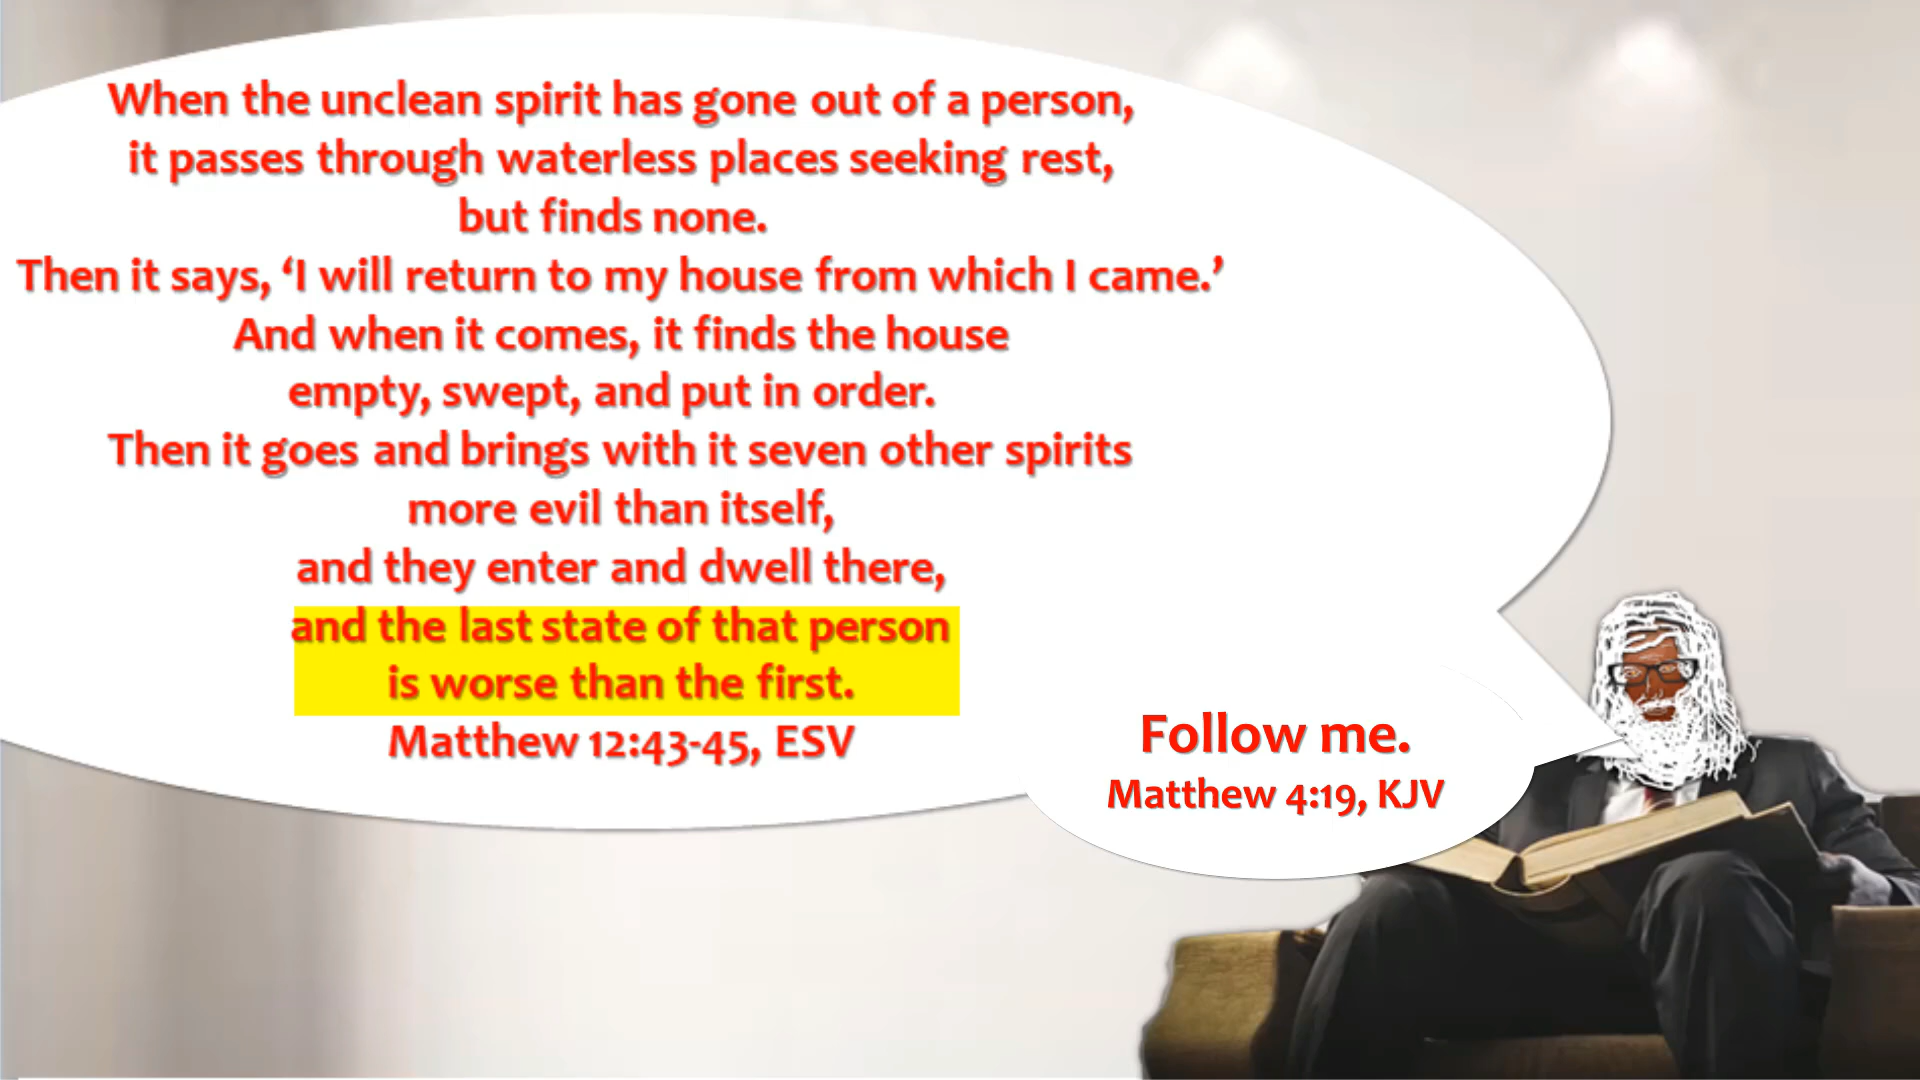 When the unclean spirit has gone out of a person,
it passes through waterless places seeking rest,
but finds none.
Then it says, ‘I will return to my house from which I came.’
And when it comes, it finds the house
empty, swept, and put in order.
Then it goes and brings with it seven other spirits
more evil than itself,
and they enter and dwell there,
and the last state of that person
is worse than the first.
Matthew 12:43-45, ESV
Follow me.
Matthew 4:19, KJV